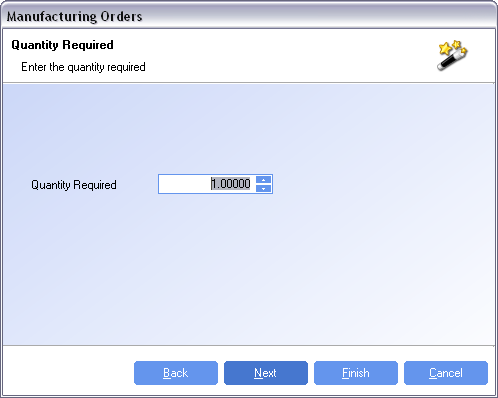 Manufacturing Orders
Quantity Required
Enter the quantity required
Quantity Required 1.00000
Back Next Finish Cancel